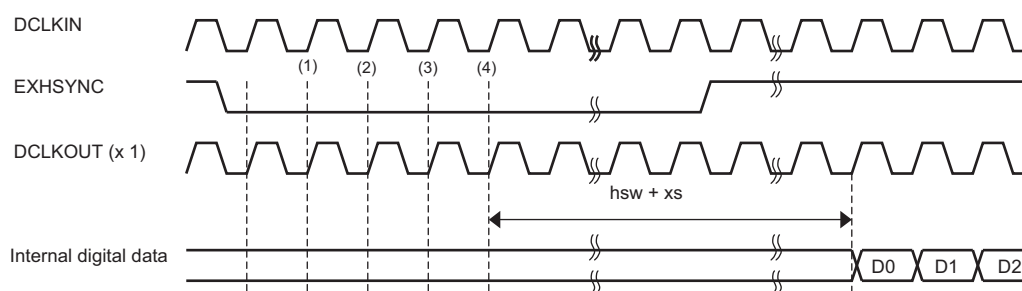 DCLKIN
(1) (2) (3) (4)
EXHSYNC
DCLKOUT (x 1)
hsw + xs
Internal digital data
D0 D1 D2